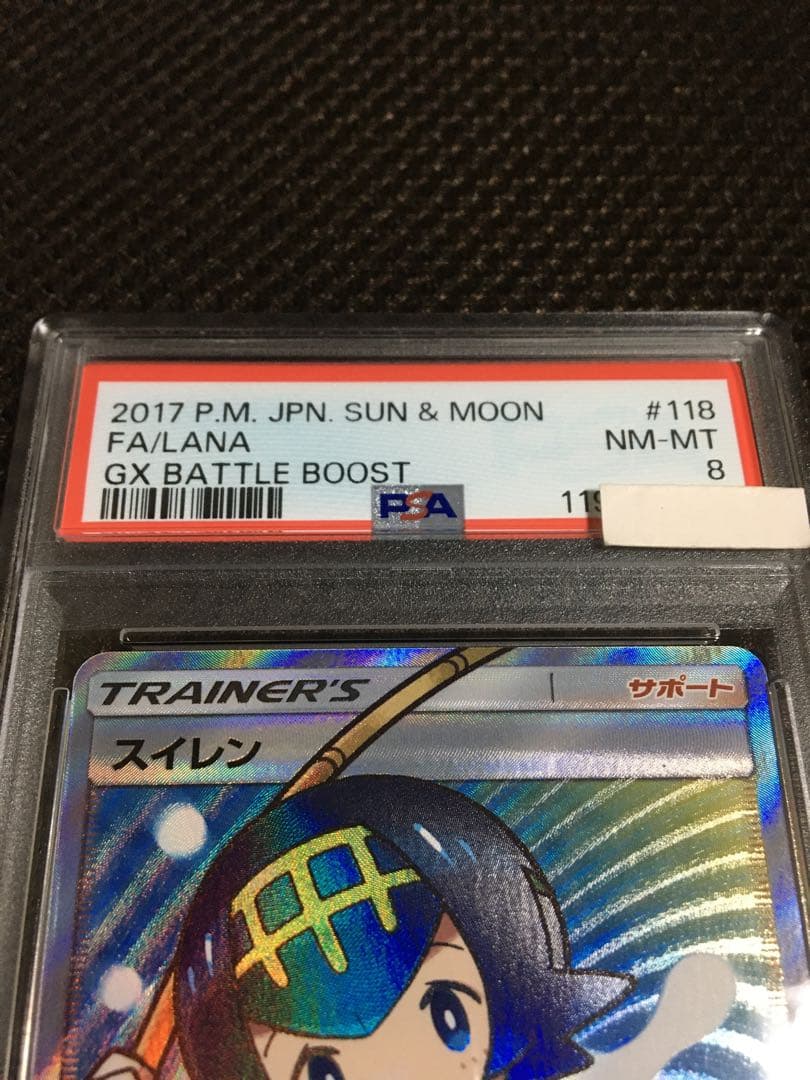 2017 P.M. JPN. SUN & MOON #118
FA/LANA NM-MT
GX BATTLE BOOST 8
PSA
TRAINER'S サポート
スイレン